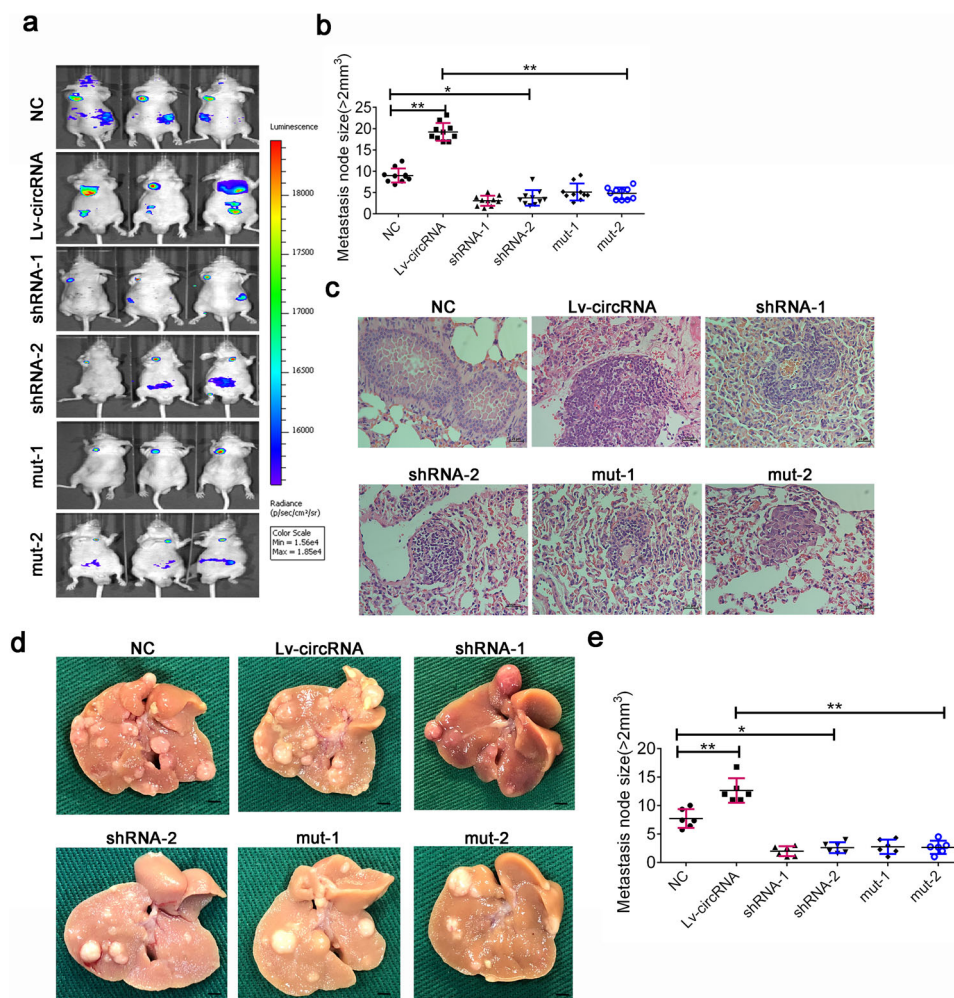 a
NC
Lv-circRNA
shRNA-1
shRNA-2
mut-1
mut-2
Luminescence
18000
17500
17000
16500
16000
Radiance
(p/sec/cm²/sr)
Color Scale
Min = 1.56e4
Max = 1.85e4
b
Metastasis node size(>2mm³)
25
20
15
10
5
0
**
*
**
NC
Lv-circRNA
shRNA-1
shRNA-2
mut-1
mut-2
c
NC
Lv-circRNA
shRNA-1
shRNA-2
mut-1
mut-2
d
NC
Lv-circRNA
shRNA-1
shRNA-2
mut-1
mut-2
e
Metastasis node size(>2mm³)
20
15
10
5
0
**
*
**
NC
Lv-circRNA
shRNA-1
shRNA-2
mut-1
mut-2